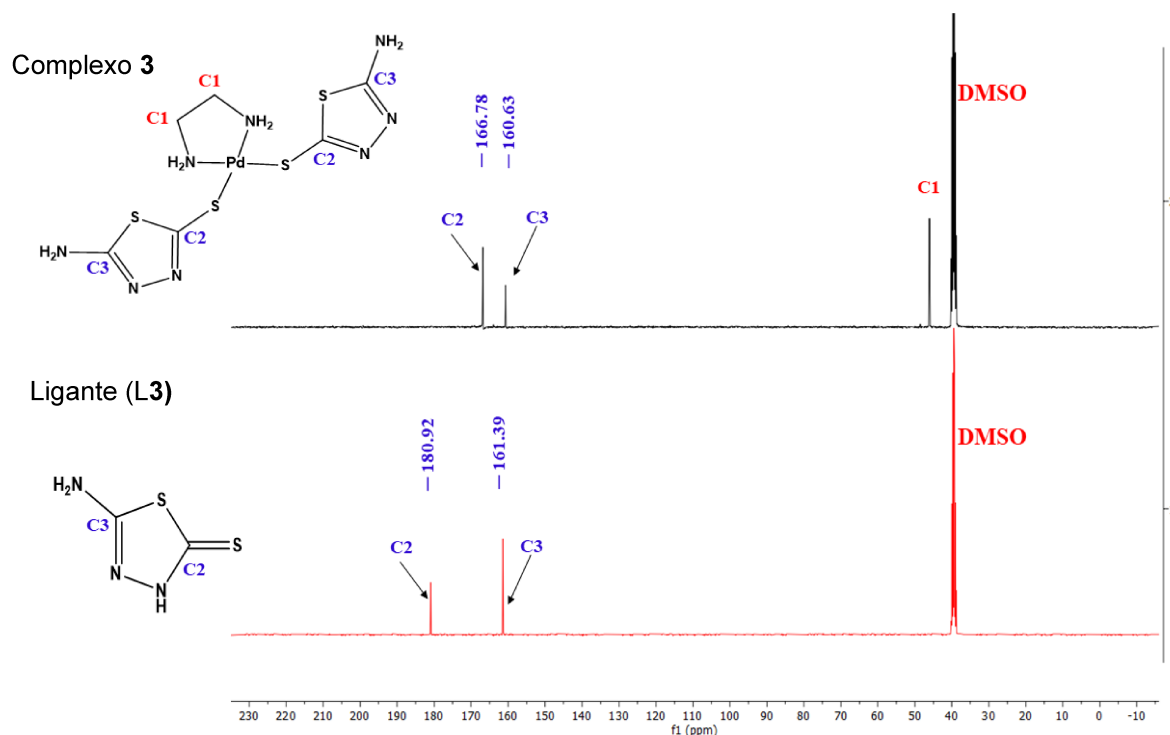 Complexo 3
NH₂
C3
C1
C1
S
N
NH₂
N
C2
H₂N
Pd
S
S
S
C2
H₂N
C3
N
N
— 166.78
— 160.63
DMSO
C1
C2
C3
Ligante (L3)
H₂N
S
C3
S
C2
N
N
H
— 180.92
— 161.39
DMSO
C2
C3
230 220 210 200 190 180 170 160 150 140 130 120 110 100 90 80 70 60 50 40 30 20 10 0 -10
f1 (ppm)